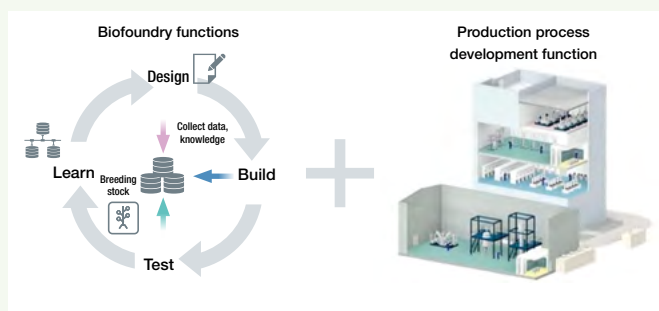 Biofoundry functions
Design
Collect data,
knowledge
Learn
Breeding
stock
Build
Test
Production process
development function